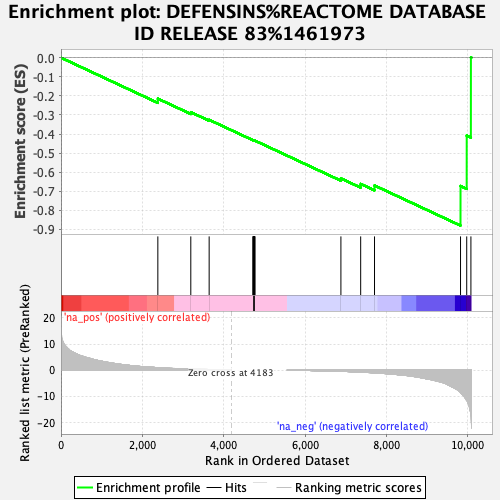 Enrichment plot: DEFENSINS%REACTOME DATABASE
ID RELEASE 83%1461973
Enrichment score (ES)
0.0
-0.1
-0.2
-0.3
-0.4
-0.5
-0.6
-0.7
-0.8
-0.9
Ranked list metric (PreRanked)
20
10
0
-10
-20
'na_pos' (positively correlated)
Zero cross at 4183
'na_neg' (negatively correlated)
0 2,000 4,000 6,000 8,000 10,000
Rank in Ordered Dataset
Enrichment profile Hits Ranking metric scores